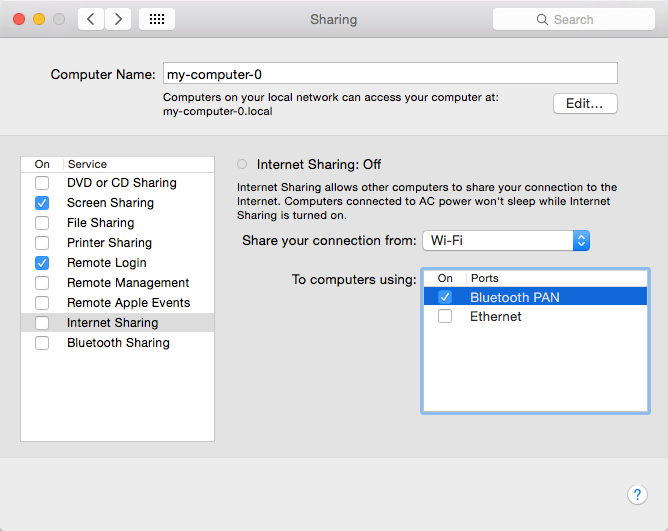 Sharing
Search
Computer Name: my-computer-0
Computers on your local network can access your computer at:
my-computer-0.local
Edit...
On Service
DVD or CD Sharing
Screen Sharing
File Sharing
Printer Sharing
Remote Login
Remote Management
Remote Apple Events
Internet Sharing
Bluetooth Sharing
Internet Sharing: Off
Internet Sharing allows other computers to share your connection to the
Internet. Computers connected to AC power won't sleep while Internet
Sharing is turned on.
Share your connection from: Wi-Fi
To computers using:
On Ports
Bluetooth PAN
Ethernet
?